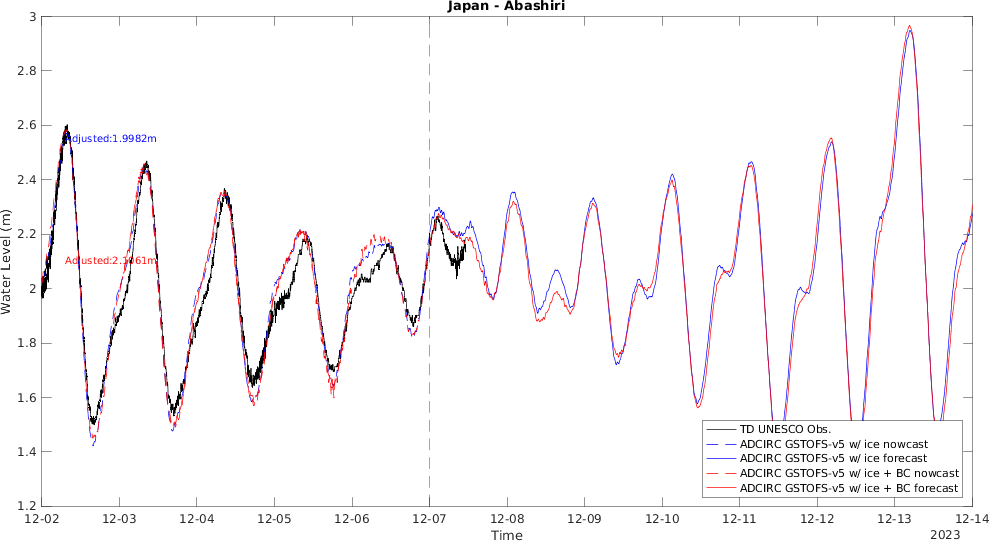 Japan - Abashiri
3
2.8
2.6
2.4
2.2
2
1.8
1.6
1.4
1.2
Water Level (m)
Adjusted:1.9982m
TD UNESCO Obs.
ADCIRC GSTOFS-v5 w/ ice nowcast
ADCIRC GSTOFS-v5 w/ ice forecast
ADCIRC GSTOFS-v5 w/ ice + BC nowcast
ADCIRC GSTOFS-v5 w/ ice + BC forecast
12-02 12-03 12-04 12-05 12-06 12-07 12-08 12-09 12-10 12-11 12-12 12-13 12-14
Time
2023